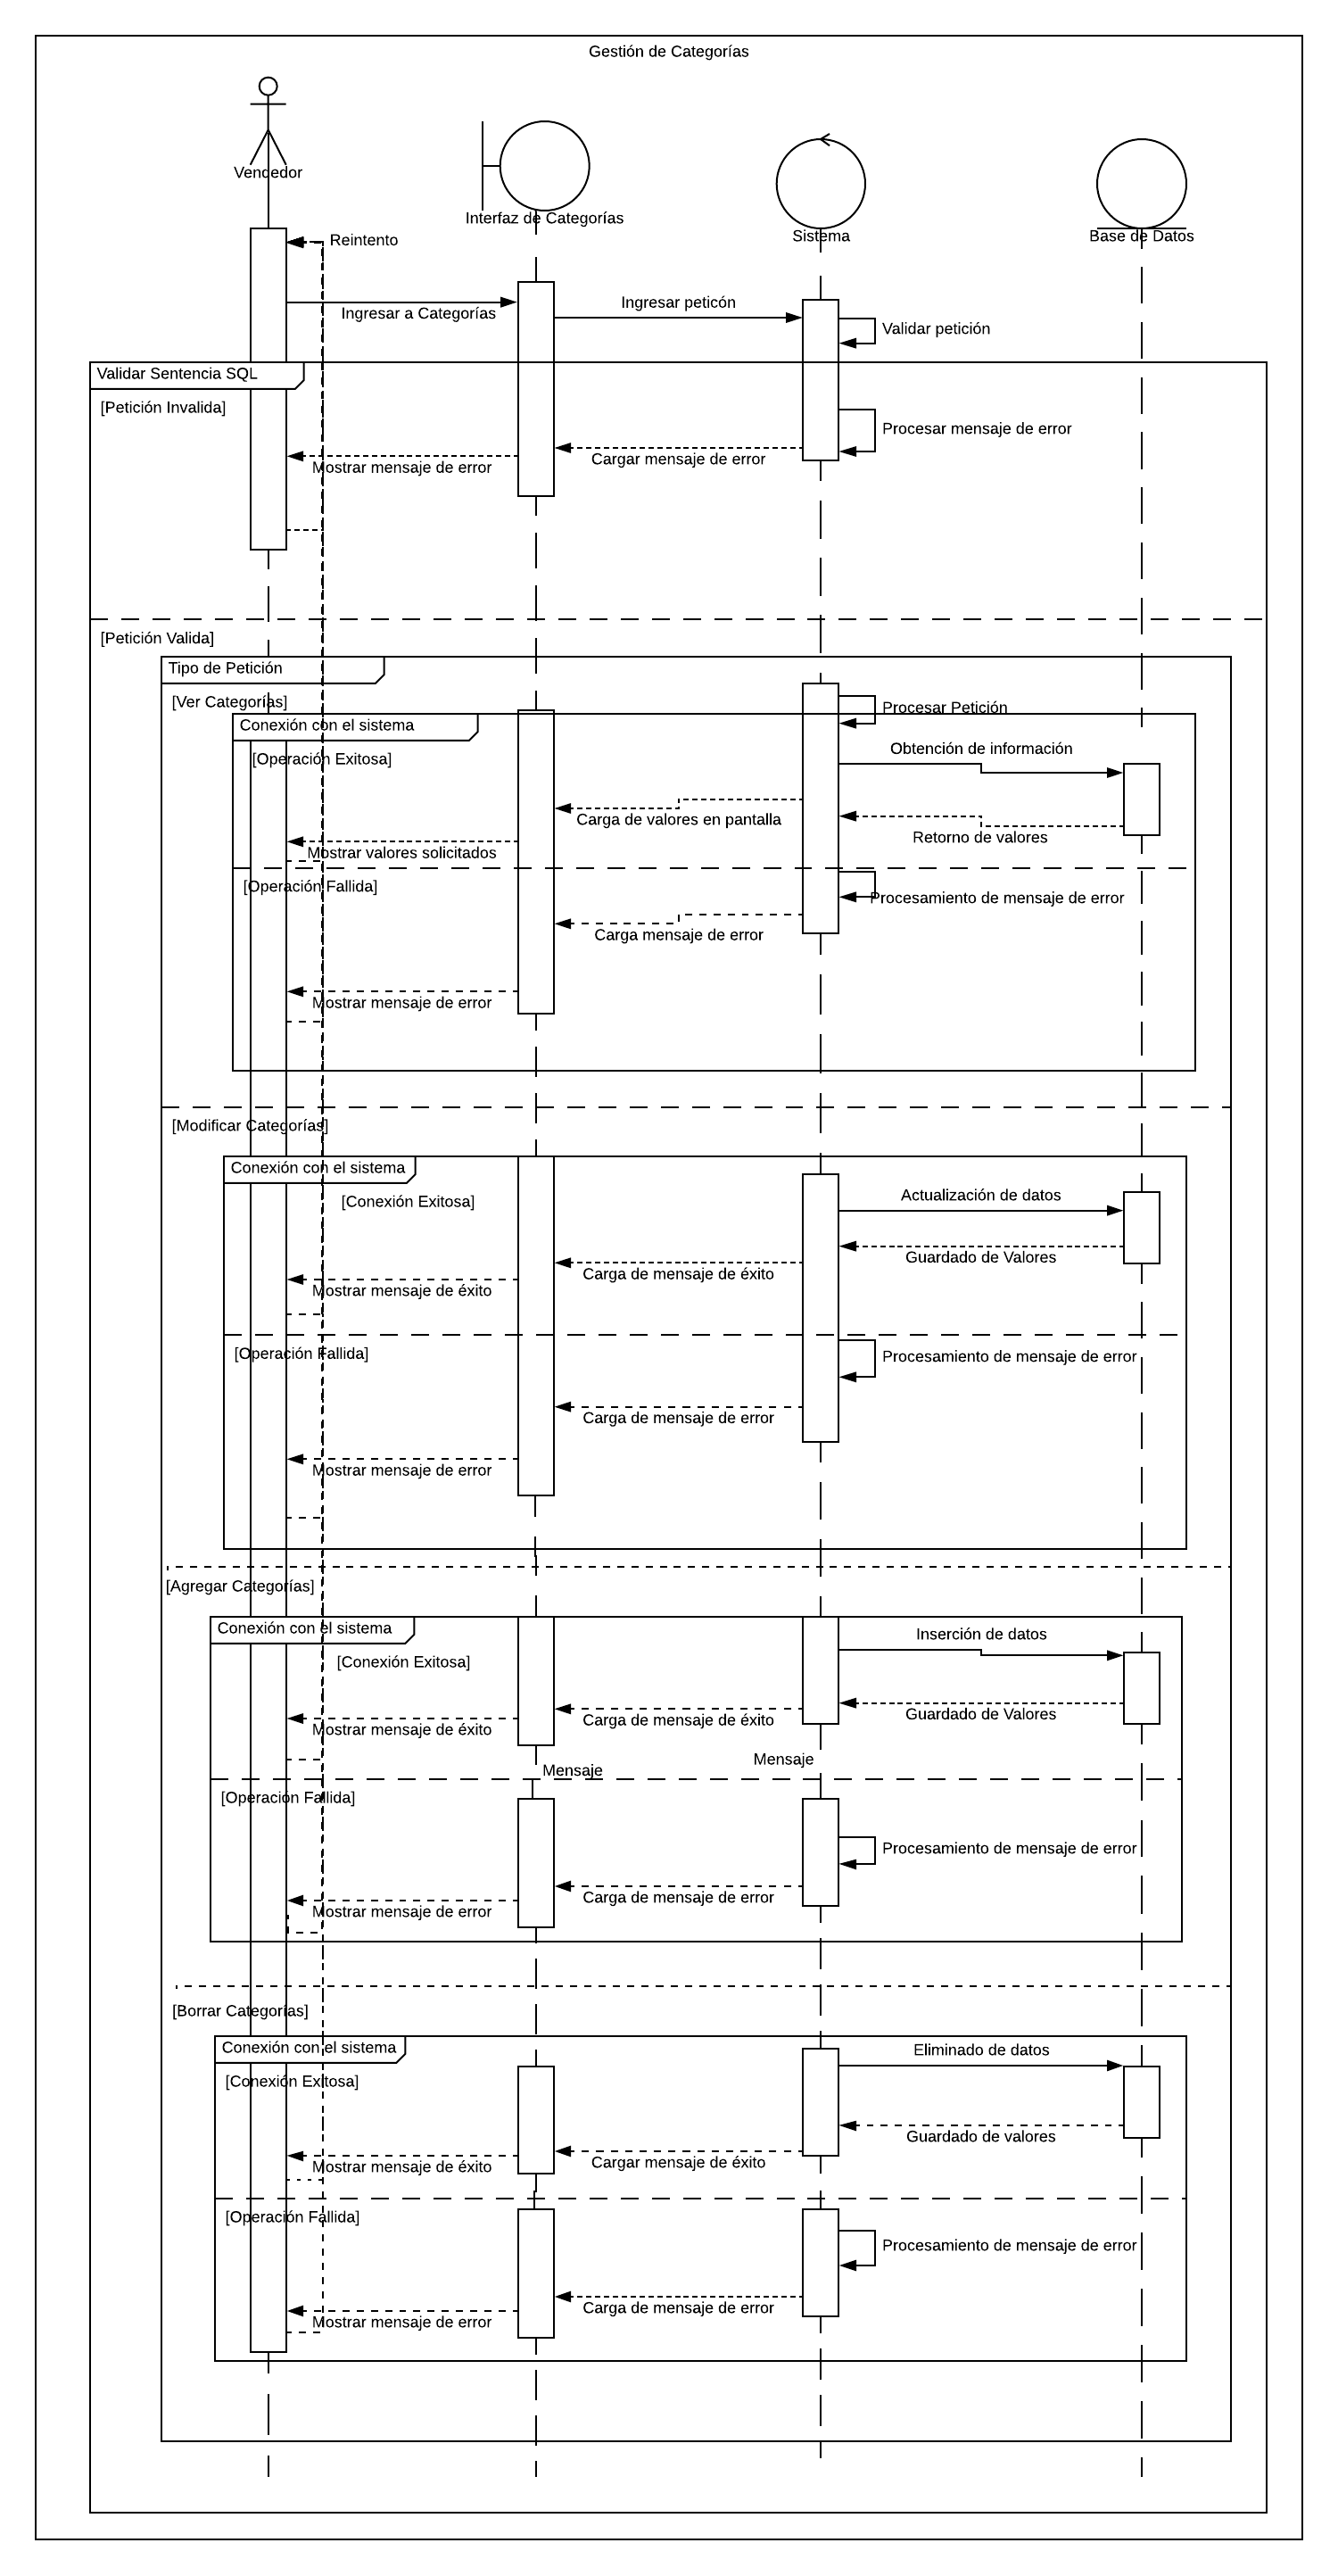 Gestión de Categorías
Vendedor
Interfaz de Categorías
Sistema
Base de Datos
Reintento
Ingresar a Categorías
Ingresar peticón
Validar petición
Validar Sentencia SQL
[Petición Invalida]
Procesar mensaje de error
Cargar mensaje de error
Mostrar mensaje de error
[Petición Valida]
Tipo de Petición
[Ver Categorías]
Procesar Petición
Conexión con el sistema
Obtención de información
[Operación Exitosa]
Carga de valores en pantalla
Retorno de valores
Mostrar valores solicitados
[Operación Fallida]
Procesamiento de mensaje de error
Carga mensaje de error
Mostrar mensaje de error
[Modificar Categorías]
Conexión con el sistema
[Conexión Exitosa]
Actualización de datos
Guardado de Valores
Carga de mensaje de éxito
Mostrar mensaje de éxito
[Operación Fallida]
Procesamiento de mensaje de error
Carga de mensaje de error
Mostrar mensaje de error
[Agregar Categorías]
Conexión con el sistema
Inserción de datos
[Conexión Exitosa]
Guardado de Valores
Carga de mensaje de éxito
Mostrar mensaje de éxito
Mensaje
Mensaje
[Operación Fallida]
Procesamiento de mensaje de error
Carga de mensaje de error
Mostrar mensaje de error
[Borrar Categorías]
Conexión con el sistema
Eliminado de datos
[Conexión Exitosa]
Guardado de valores
Cargar mensaje de éxito
Mostrar mensaje de éxito
[Operación Fallida]
Procesamiento de mensaje de error
Carga de mensaje de error
Mostrar mensaje de error